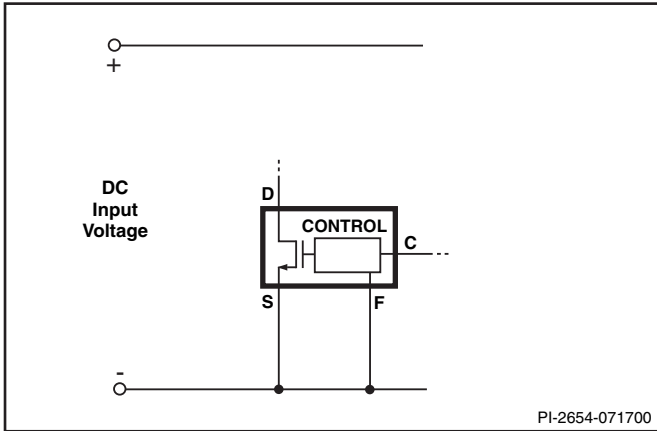 +
DC
Input
Voltage
D
CONTROL
C
S
F
-
PI-2654-071700